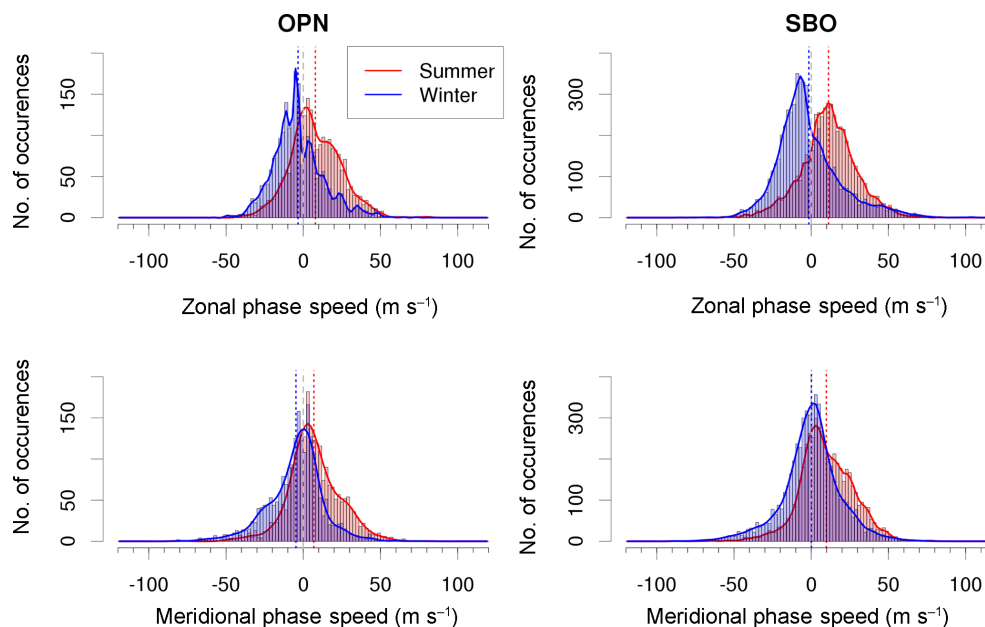 OPN
SBO
No. of occurences
0
50
150
Summer
Winter
-100
-50
0
50
100
Zonal phase speed (m s⁻¹)
No. of occurences
0
100
300
-100
-50
0
50
100
Zonal phase speed (m s⁻¹)
No. of occurences
0
50
150
-100
-50
0
50
100
Meridional phase speed (m s⁻¹)
No. of occurences
0
100
300
-100
-50
0
50
100
Meridional phase speed (m s⁻¹)